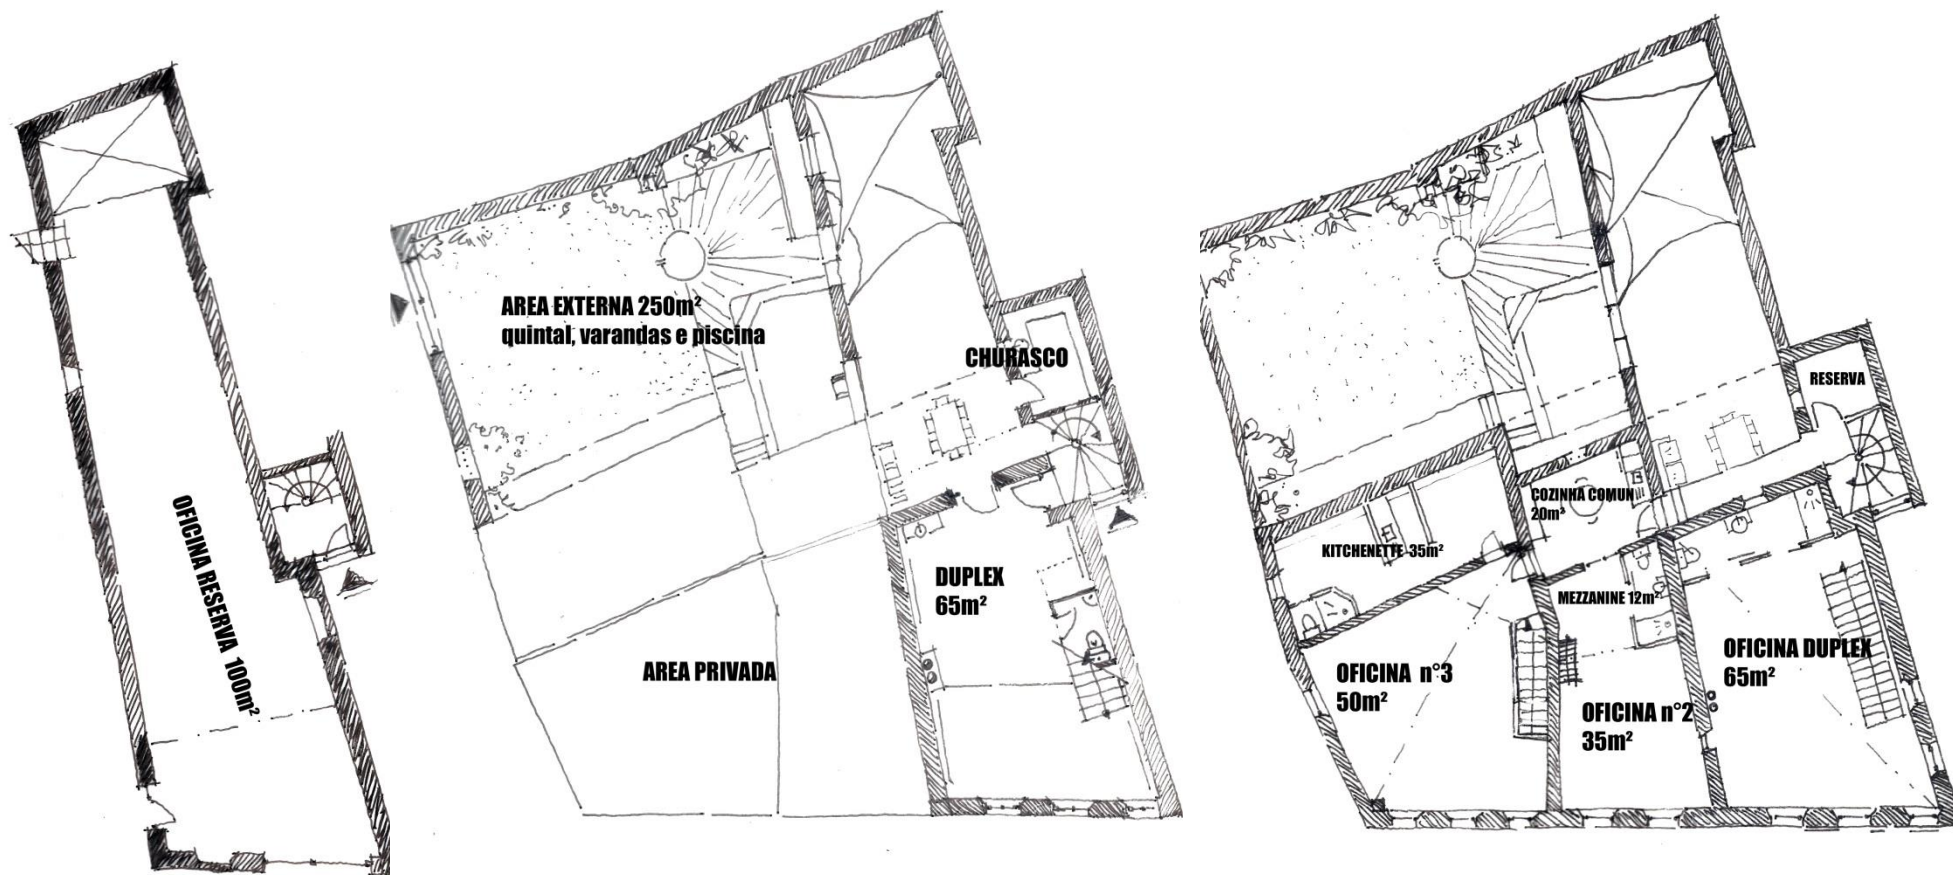 OFICINA RESERVA 100m²
AREA EXTERNA 250m²
quintal, varandas e piscina
CHURASCO
DUPLEX
65m²
AREA PRIVADA
RESERVA
COZINHA COMUN
20m²
KITCHENETTE 35m²
MEZZANINE 12m²
OFICINA n°3
50m²
OFICINA n°2
35m²
OFICINA DUPLEX
65m²